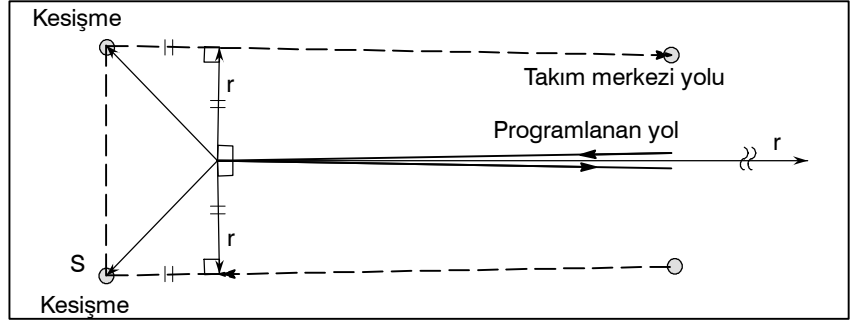 Kesişme
r
Takım merkezi yolu
Programlanan yol
r
r
S
Kesişme